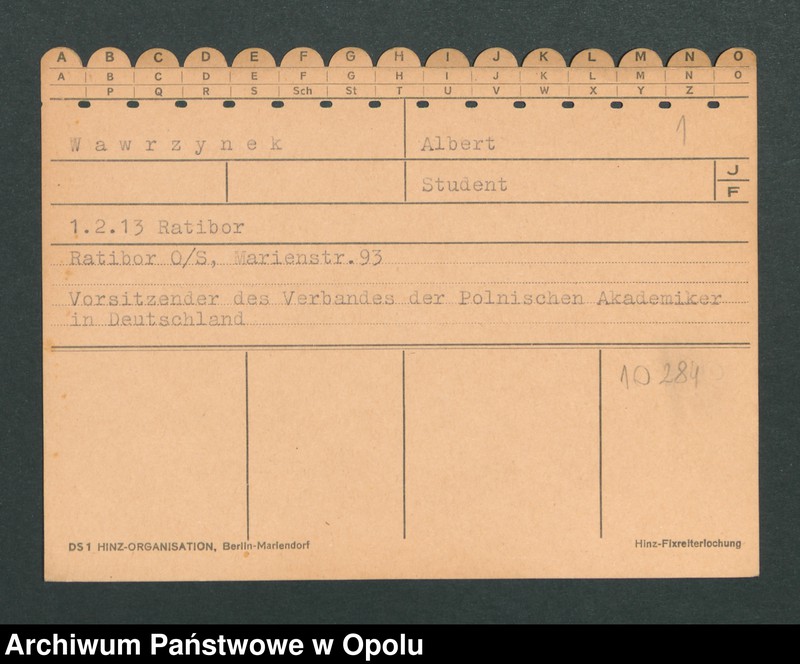 A B C D E F G H I J K L M N O
A B C D E F G H I J K L M N O
P Q R S Sch St T U V W X Y Z
W a w r z y n e k Albert 1
Student J
F
1.2.13 Ratibor
Ratibor O/S, Marienstr.93
Vorsitzender des Verbandes der Polnischen Akademiker
in Deutschland
10 284
DS1 HINZ-ORGANISATION, Berlin-Mariendorf Hinz-Fixreiterlochung
Archiwum Państwowe w Opolu